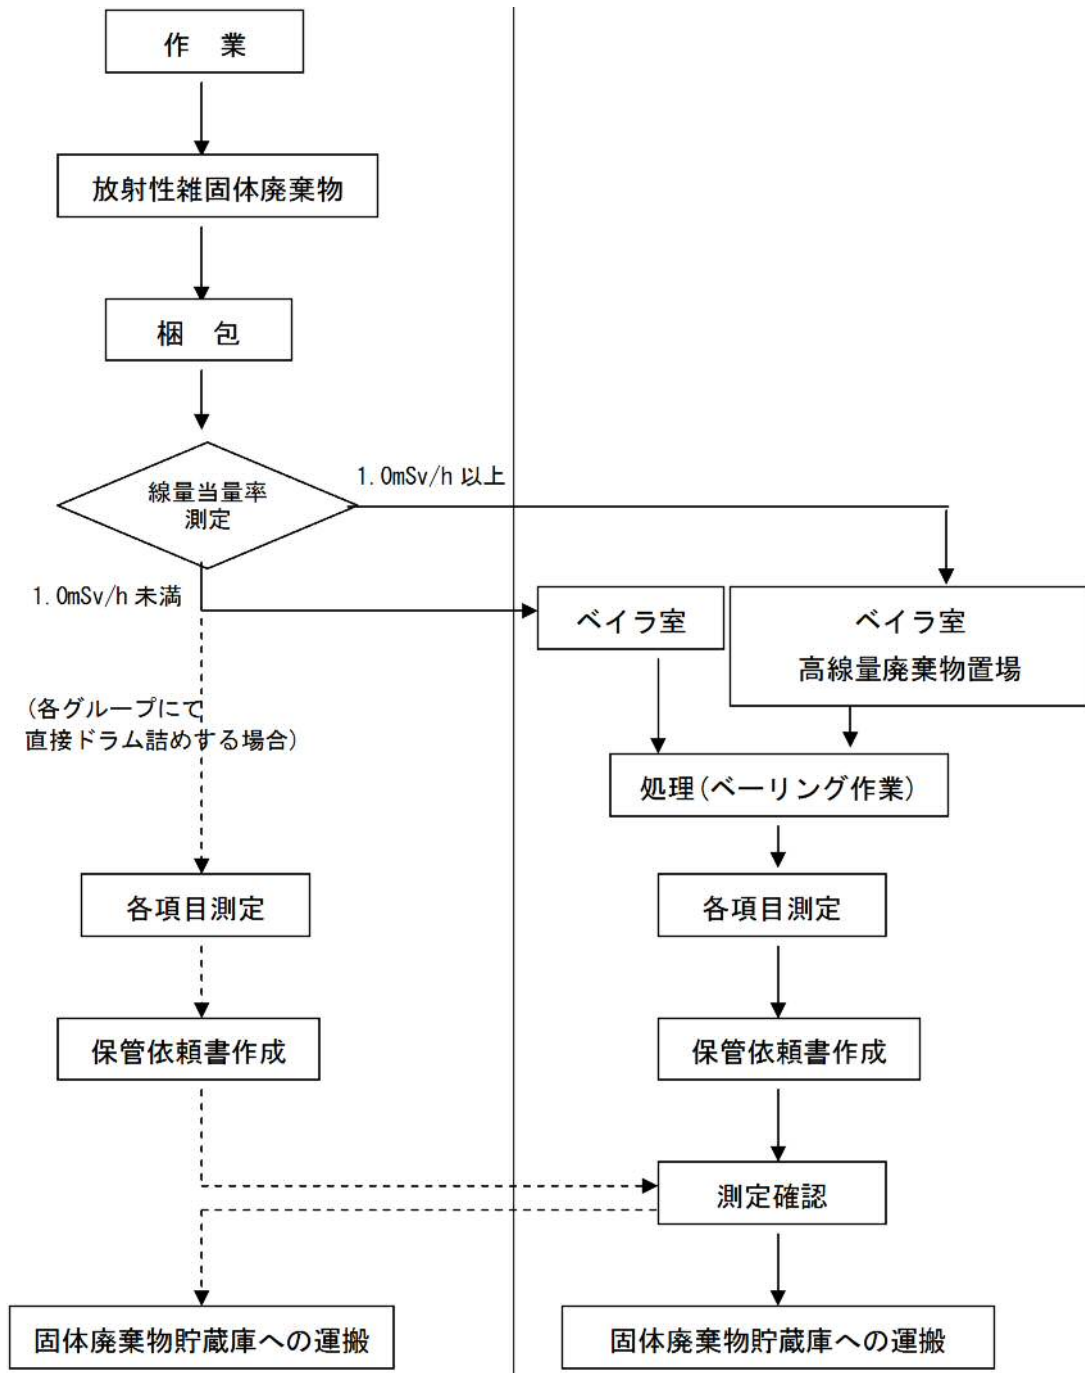 作　業
放射性雑固体廃棄物
梱　包
線量当量率
測定
1.0mSv/h 以上
1.0mSv/h 未満
ベイラ室
ベイラ室
高線量廃棄物置場
(各グループにて
直接ドラム詰めする場合)
処理(ベーリング作業)
各項目測定
各項目測定
保管依頼書作成
保管依頼書作成
測定確認
固体廃棄物貯蔵庫への運搬
固体廃棄物貯蔵庫への運搬